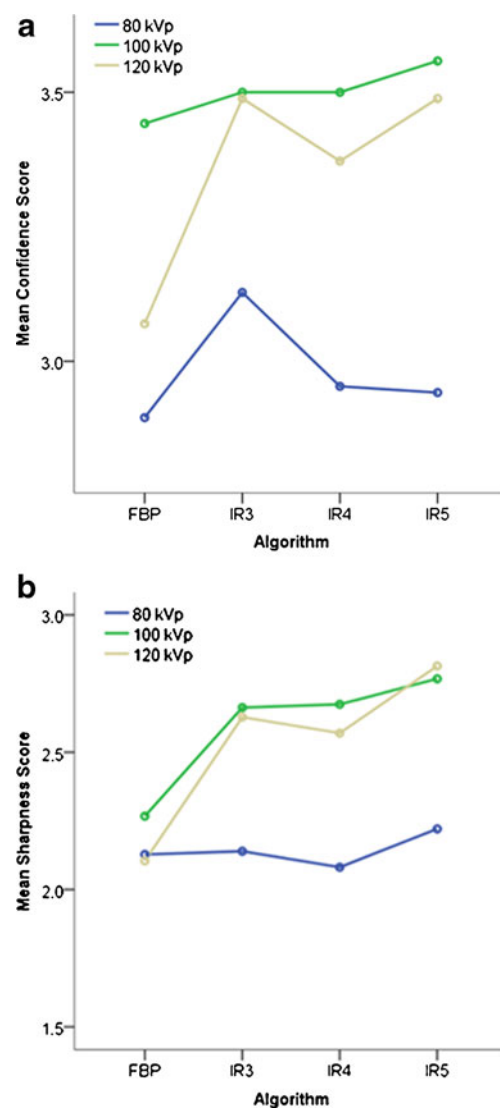 a
80 kVp
100 kVp
120 kVp
3.5
3.0
Mean Confidence Score
FBP IR3 IR4 IR5
Algorithm
b
80 kVp
100 kVp
120 kVp
3.0
2.5
2.0
1.5
Mean Sharpness Score
FBP IR3 IR4 IR5
Algorithm